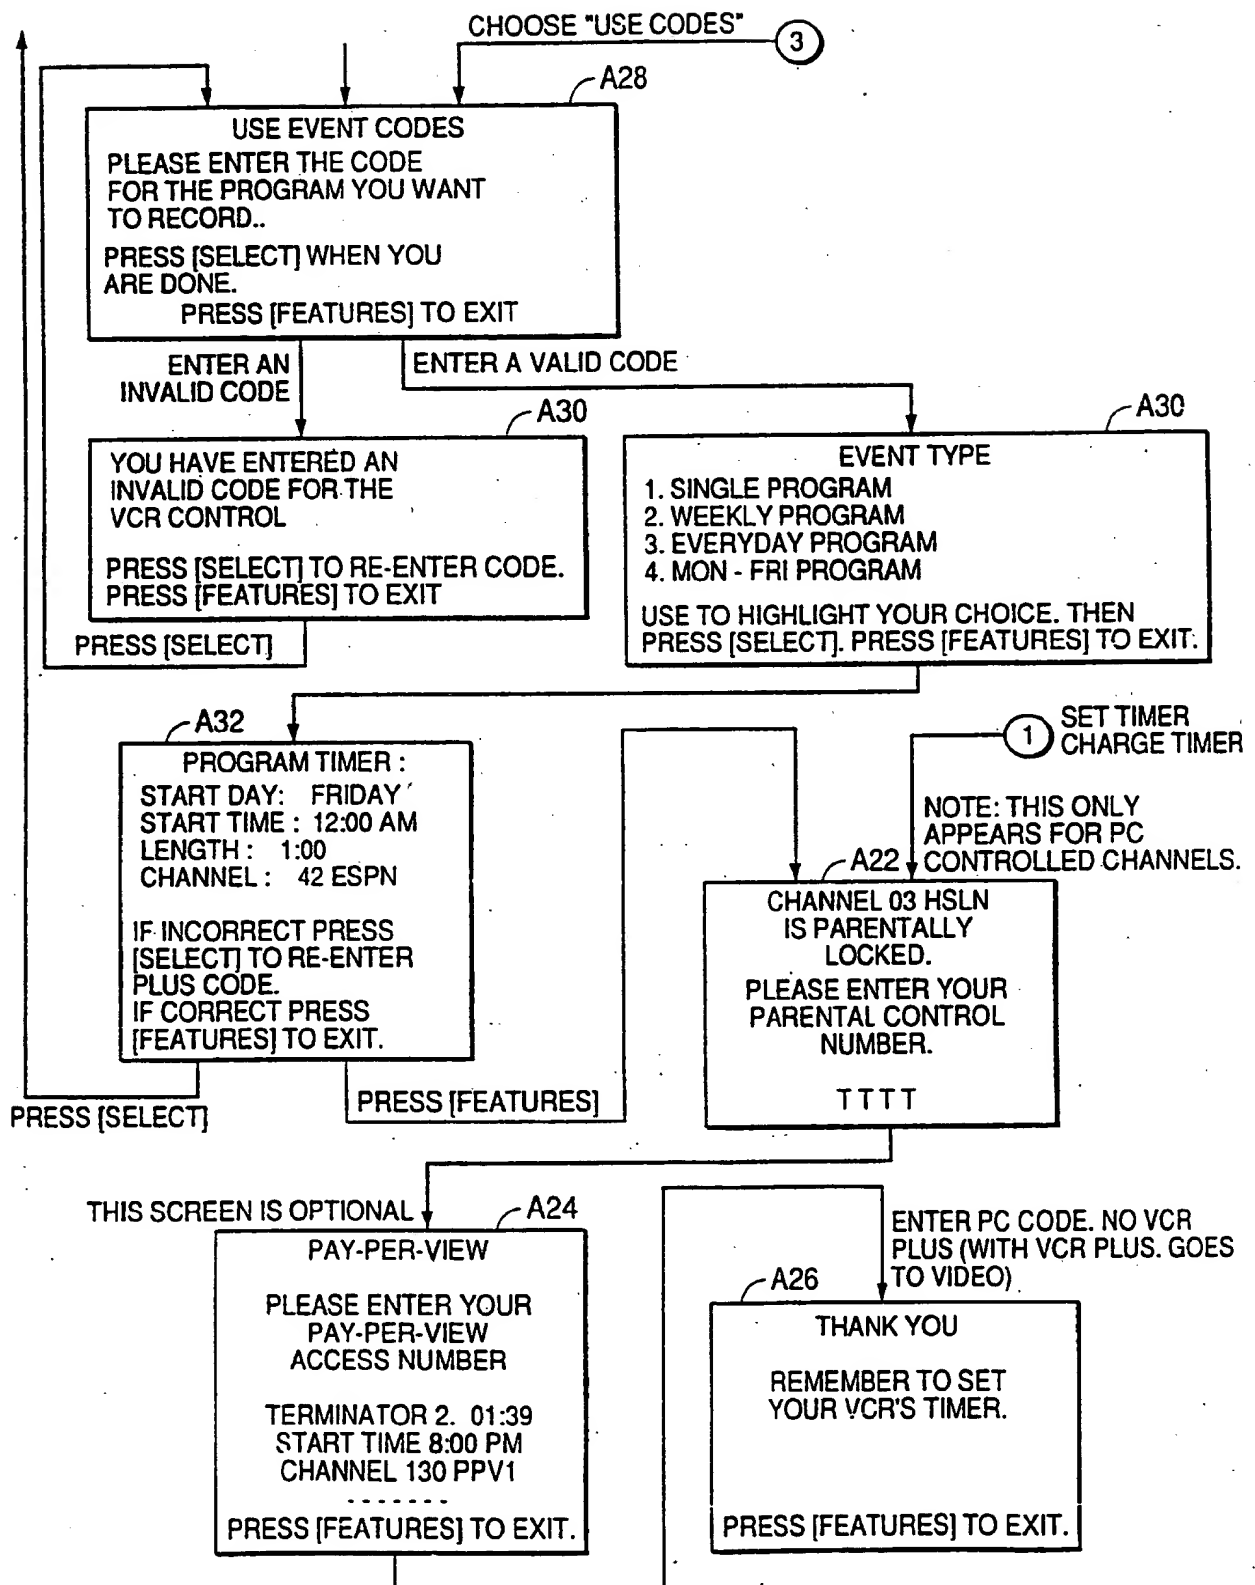 CHOOSE "USE CODES"
3
A28
USE EVENT CODES
PLEASE ENTER THE CODE
FOR THE PROGRAM YOU WANT
TO RECORD..
PRESS [SELECT] WHEN YOU
ARE DONE.
PRESS [FEATURES] TO EXIT
ENTER AN
INVALID CODE
ENTER A VALID CODE
A30
YOU HAVE ENTERED AN
INVALID CODE FOR THE
VCR CONTROL
PRESS [SELECT] TO RE-ENTER CODE.
PRESS [FEATURES] TO EXIT
PRESS [SELECT]
A30
EVENT TYPE
1. SINGLE PROGRAM
2. WEEKLY PROGRAM
3. EVERYDAY PROGRAM
4. MON - FRI PROGRAM
USE TO HIGHLIGHT YOUR CHOICE. THEN
PRESS [SELECT]. PRESS [FEATURES] TO EXIT.
A32
PROGRAM TIMER :
START DAY: FRIDAY
START TIME : 12:00 AM
LENGTH : 1:00
CHANNEL : 42 ESPN
IF INCORRECT PRESS
[SELECT] TO RE-ENTER
PLUS CODE.
IF CORRECT PRESS
[FEATURES] TO EXIT.
PRESS [SELECT]
PRESS [FEATURES]
1
SET TIMER
CHARGE TIMER
NOTE: THIS ONLY
APPEARS FOR PC
CONTROLLED CHANNELS.
A22
CHANNEL 03 HSLN
IS PARENTALLY
LOCKED.
PLEASE ENTER YOUR
PARENTAL CONTROL
NUMBER.
T T T T
THIS SCREEN IS OPTIONAL
A24
PAY-PER-VIEW
PLEASE ENTER YOUR
PAY-PER-VIEW
ACCESS NUMBER
TERMINATOR 2. 01:39
START TIME 8:00 PM
CHANNEL 130 PPV1
- - - - - - -
PRESS [FEATURES] TO EXIT.
ENTER PC CODE. NO VCR
PLUS (WITH VCR PLUS. GOES
TO VIDEO)
A26
THANK YOU
REMEMBER TO SET
YOUR VCR'S TIMER.
PRESS [FEATURES] TO EXIT.